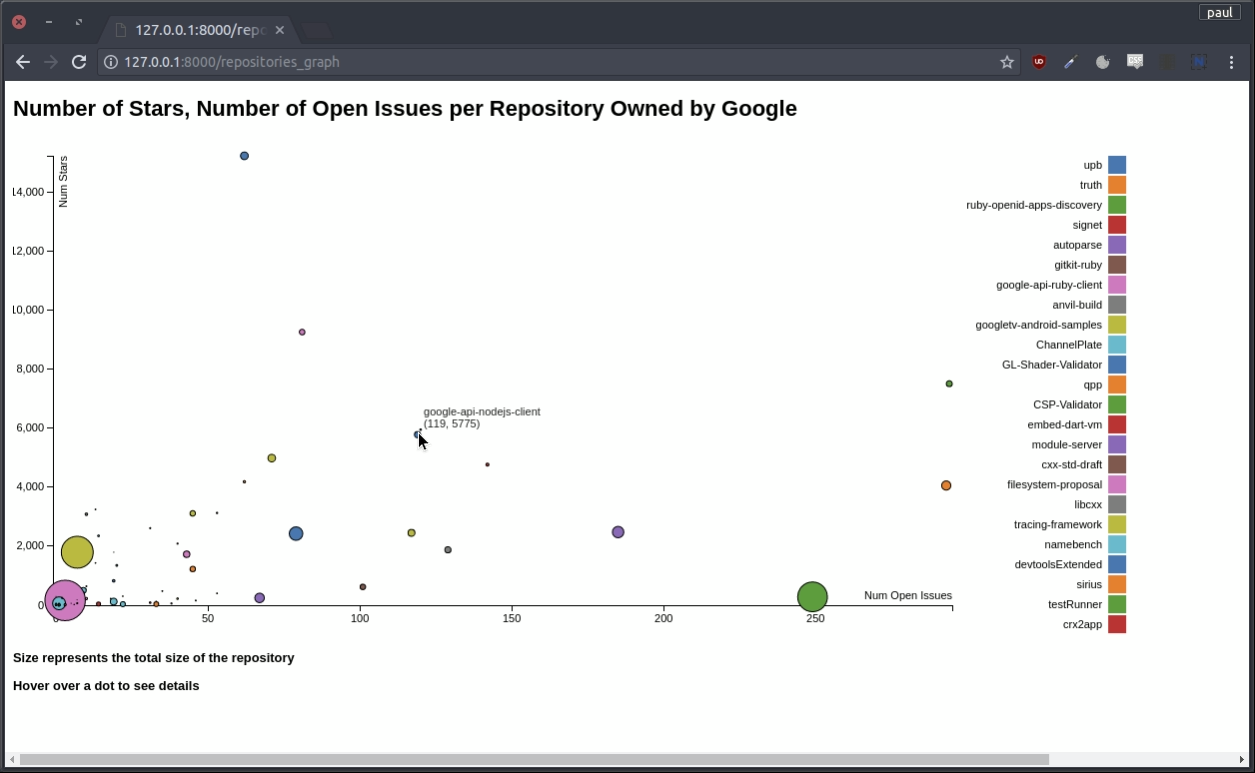 paul
127.0.0.1:8000/repo
127.0.0.1:8000/repositories_graph
UD
CSP
Number of Stars, Number of Open Issues per Repository Owned by Google
Num Stars
14,000
12,000
10,000
8,000
6,000
4,000
2,000
0
google-api-nodejs-client
(119, 5775)
Num Open Issues
0
50
100
150
200
250
upb
truth
ruby-openid-apps-discovery
signet
autoparse
gitkit-ruby
google-api-ruby-client
anvil-build
googletv-android-samples
ChannelPlate
GL-Shader-Validator
qpp
CSP-Validator
embed-dart-vm
module-server
cxx-std-draft
filesystem-proposal
libcxx
tracing-framework
namebench
devtoolsExtended
sirius
testRunner
crx2app
Size represents the total size of the repository
Hover over a dot to see details